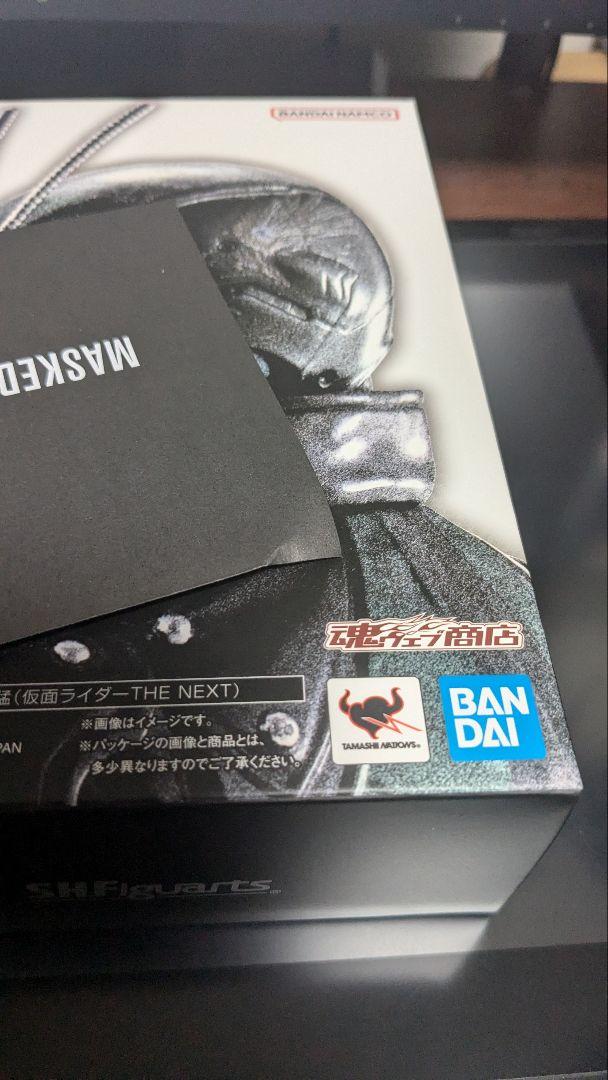 BANDAI NAMCO
MASKED
魂ウェブ商店
猛(仮面ライダーTHE NEXT)
※画像はイメージです。
PAN
※パッケージの画像と商品とは、
多少異なりますのでご了承ください。
TAMASHII NATIONS
BAN
DAI
S.H.Figuarts